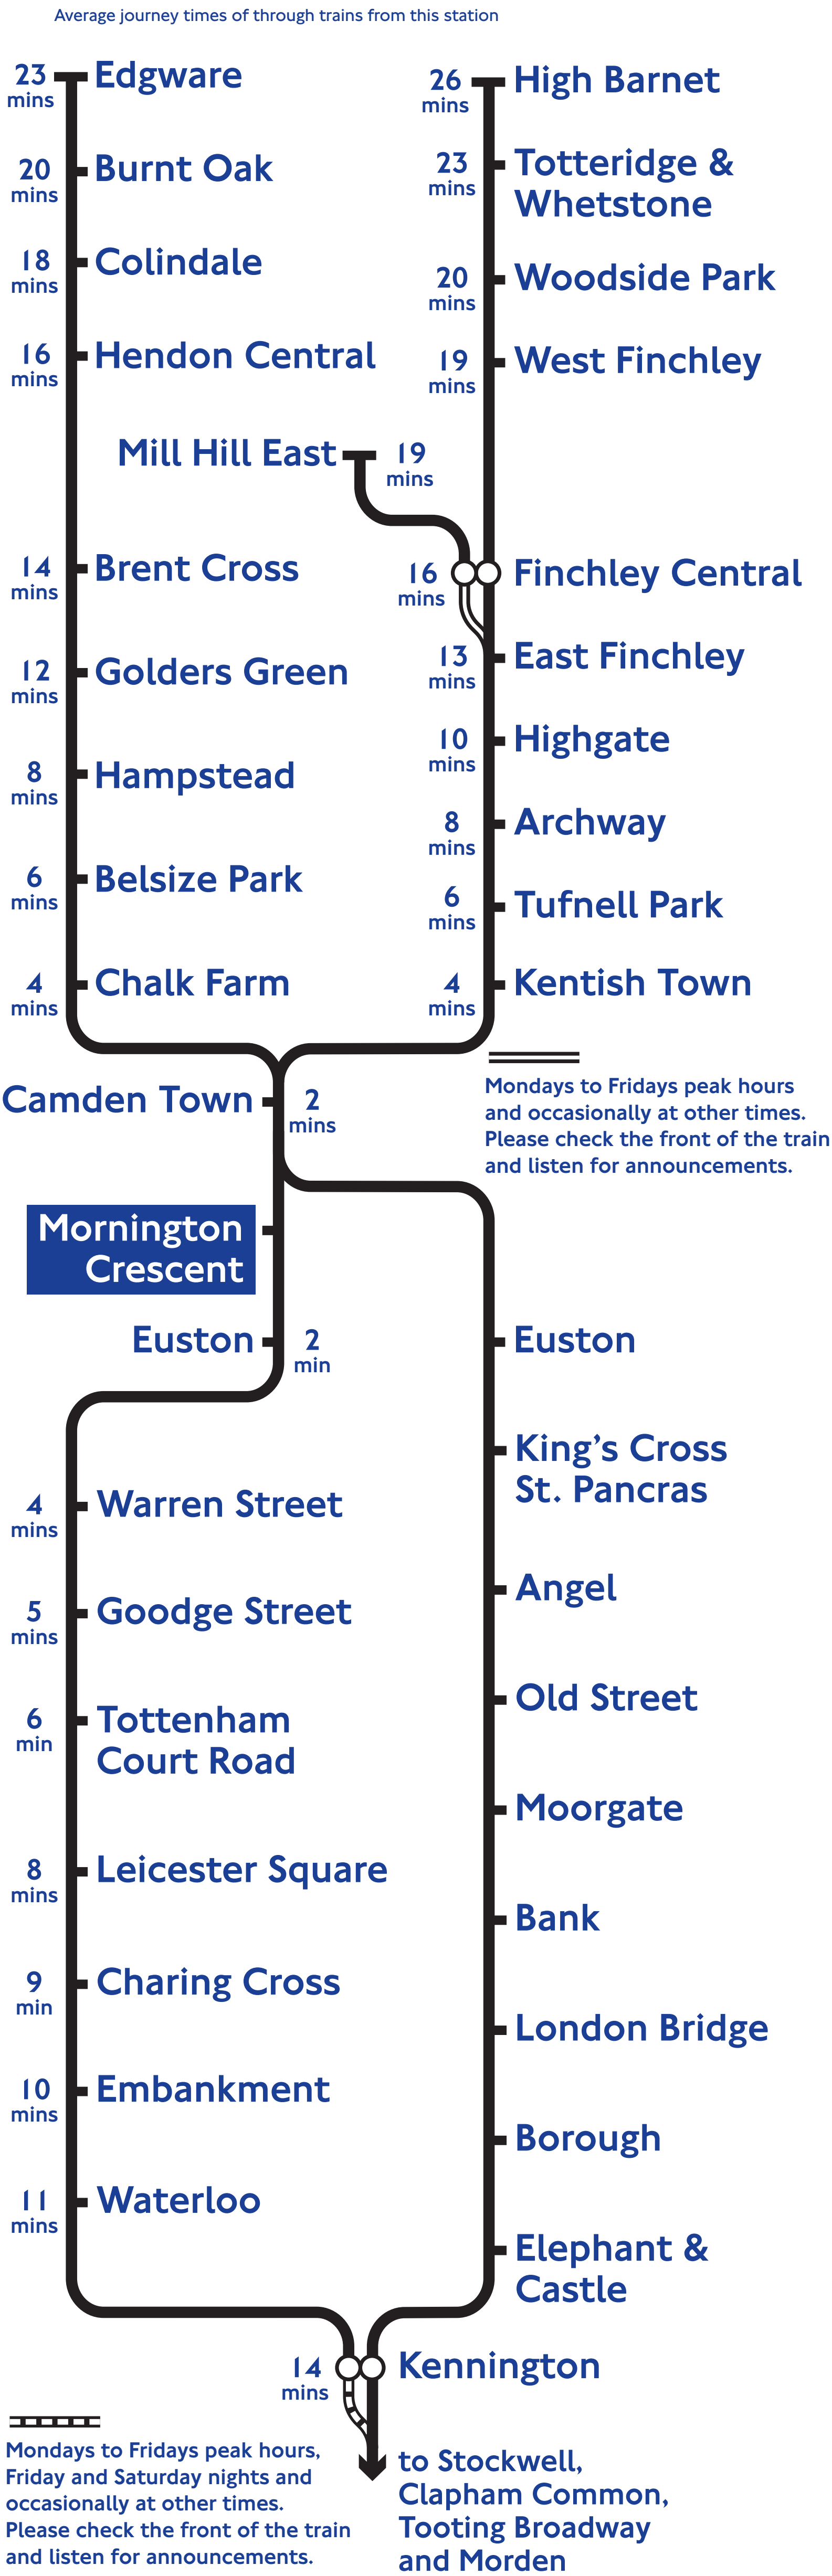 Average journey times of through trains from this station
23
mins
Edgware
20
mins
Burnt Oak
18
mins
Colindale
16
mins
Hendon Central
Mill Hill East
19
mins
14
mins
Brent Cross
12
mins
Golders Green
8
mins
Hampstead
6
mins
Belsize Park
4
mins
Chalk Farm
26
mins
High Barnet
23
mins
Totteridge &
Whetstone
20
mins
Woodside Park
19
mins
West Finchley
16
mins
Finchley Central
13
mins
East Finchley
10
mins
Highgate
8
mins
Archway
6
mins
Tufnell Park
4
mins
Kentish Town
Mondays to Fridays peak hours
and occasionally at other times.
Please check the front of the train
and listen for announcements.
Camden Town
2
mins
Mornington
Crescent
Euston
2
min
4
mins
Warren Street
5
mins
Goodge Street
6
min
Tottenham
Court Road
8
mins
Leicester Square
9
min
Charing Cross
10
mins
Embankment
11
mins
Waterloo
Euston
King's Cross
St. Pancras
Angel
Old Street
Moorgate
Bank
London Bridge
Borough
Elephant &
Castle
14
mins
Kennington
Mondays to Fridays peak hours,
Friday and Saturday nights and
occasionally at other times.
Please check the front of the train
and listen for announcements.
to Stockwell,
Clapham Common,
Tooting Broadway
and Morden